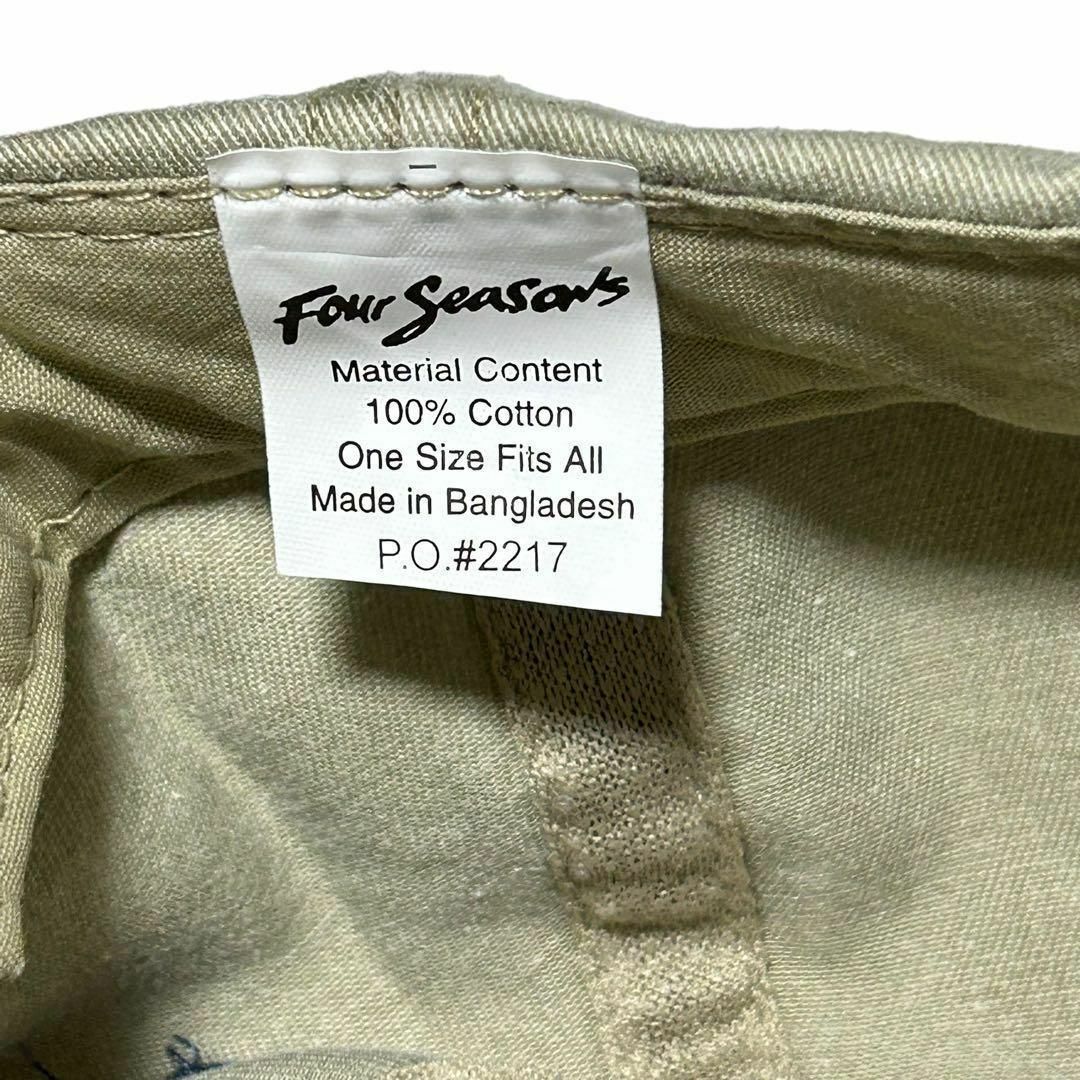 Four Seasons
Material Content
100% Cotton
One Size Fits All
Made in Bangladesh
P.O.#2217